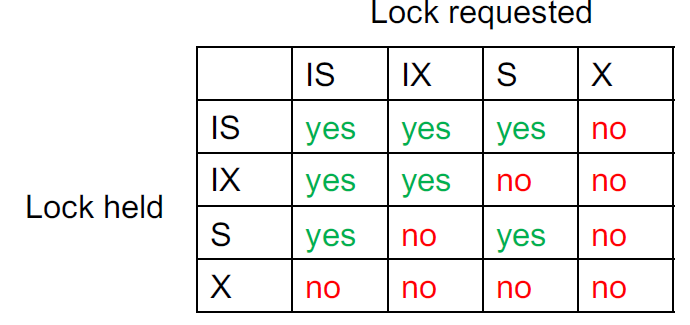 Lock requested
IS IX S X
IS yes yes yes no
IX yes yes no no
Lock held
S yes no yes no
X no no no no